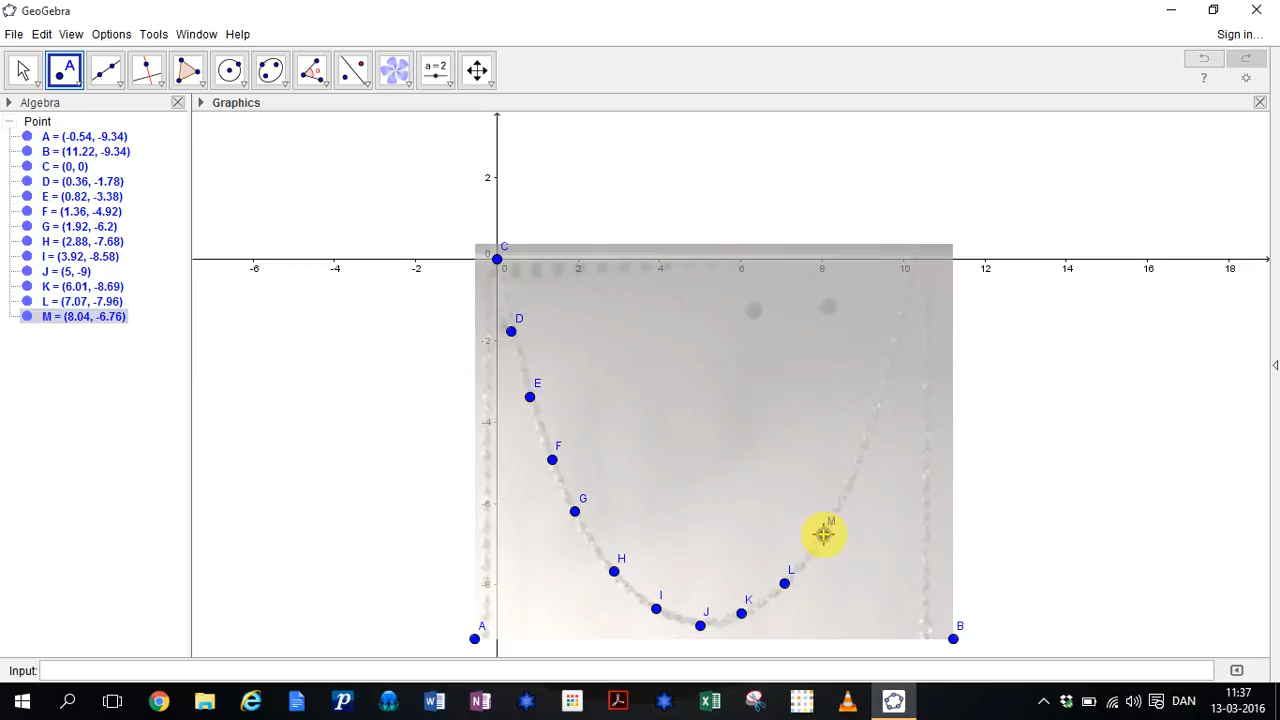 GeoGebra
File Edit View Options Tools Window Help
Sign in...
A
a = 2
?
Algebra
Graphics
Point
A = (-0.54, -9.34)
B = (11.22, -9.34)
C = (0, 0)
D = (0.36, -1.78)
E = (0.82, -3.38)
F = (1.36, -4.92)
G = (1.92, -6.2)
H = (2.88, -7.68)
I = (3.92, -8.58)
J = (5, -9)
K = (6.01, -8.69)
L = (7.07, -7.96)
M = (8.04, -6.76)
2
C
0
-6 -4 -2 0 2 4 6 8 10 12 14 16 18
D
-2
E
-4
F
G
-6
M
H
L
-8
I
K
J
A
B
Input:
DAN
11:37
13-03-2016